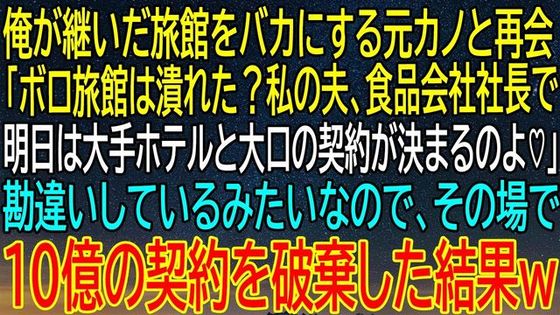 俺が継いだ旅館をバカにする元カノと再会
「ボロ旅館は潰れた?私の夫、食品会社社長で
明日は大手ホテルと大口の契約が決まるのよ♡」
勘違いしているみたいなので、その場で
10億の契約を破棄した結果w